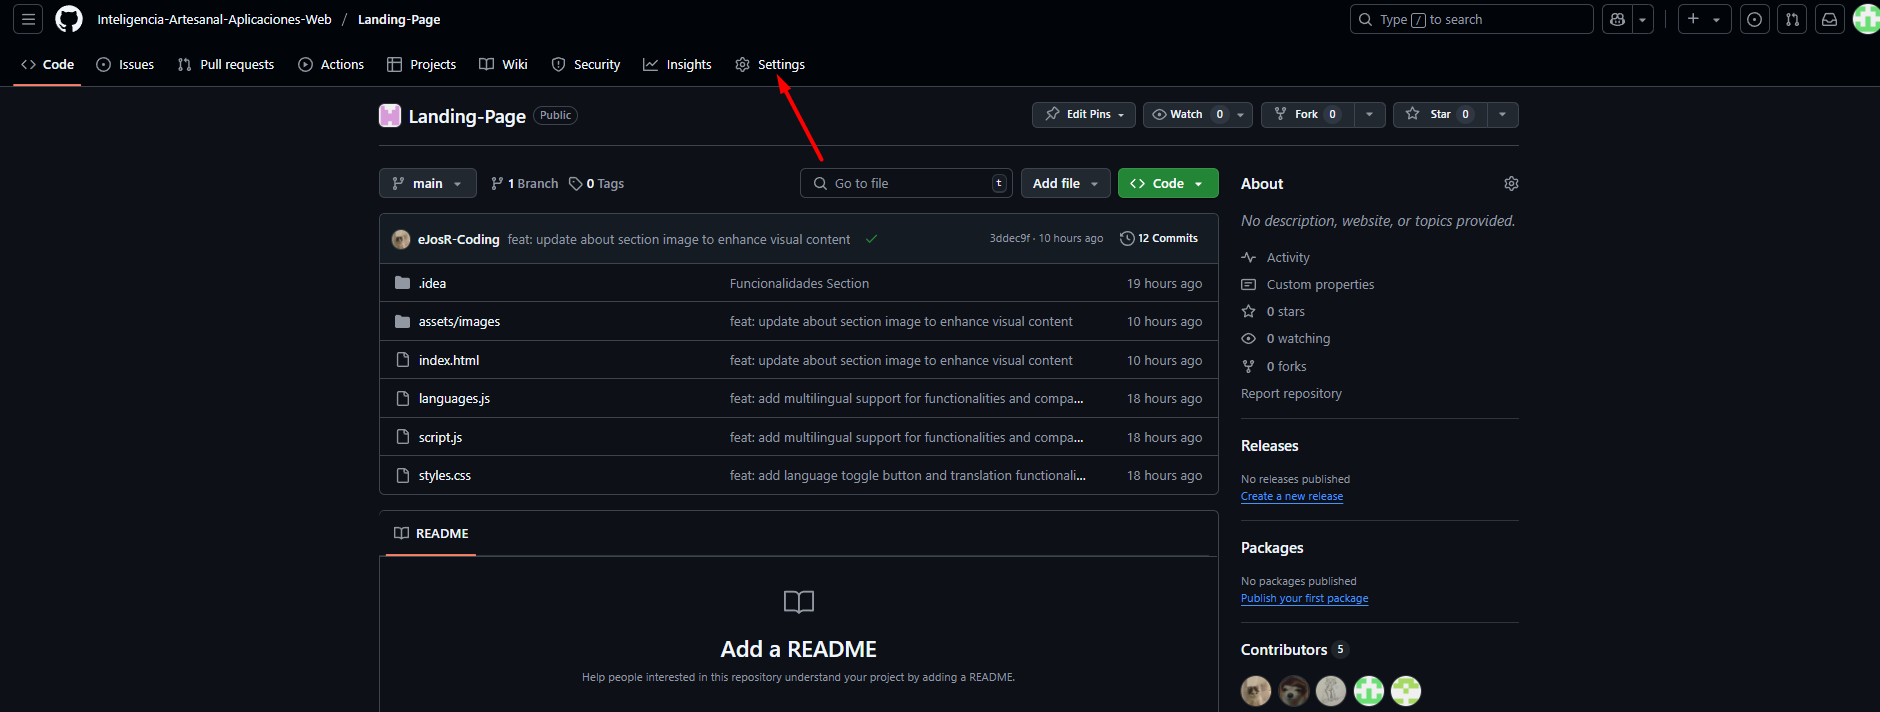 Inteligencia-Artesanal-Aplicaciones-Web / Landing-Page
Type / to search
Code Issues Pull requests Actions Projects Wiki Security Insights Settings
Landing-Page Public
Edit Pins Watch 0 Fork 0 Star 0
main 1 Branch 0 Tags
Go to file t Add file Code
eJosR-Coding feat: update about section image to enhance visual content 3ddec9f · 10 hours ago 12 Commits
.idea Funcionalidades Section 19 hours ago
assets/images feat: update about section image to enhance visual content 10 hours ago
index.html feat: update about section image to enhance visual content 10 hours ago
languages.js feat: add multilingual support for functionalities and compa... 18 hours ago
script.js feat: add multilingual support for functionalities and compa... 18 hours ago
styles.css feat: add language toggle button and translation functionali... 18 hours ago
README
Add a README
Help people interested in this repository understand your project by adding a README.
About
No description, website, or topics provided.
Activity
Custom properties
0 stars
0 watching
0 forks
Report repository
Releases
No releases published
Create a new release
Packages
No packages published
Publish your first package
Contributors 5